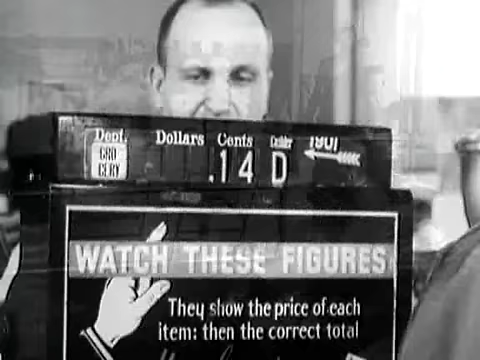 Dept. Dollars Cents Cashier 1901
GRO
CERY
.14 D
WATCH THESE FIGURES
They show the price of each
item: then the correct total